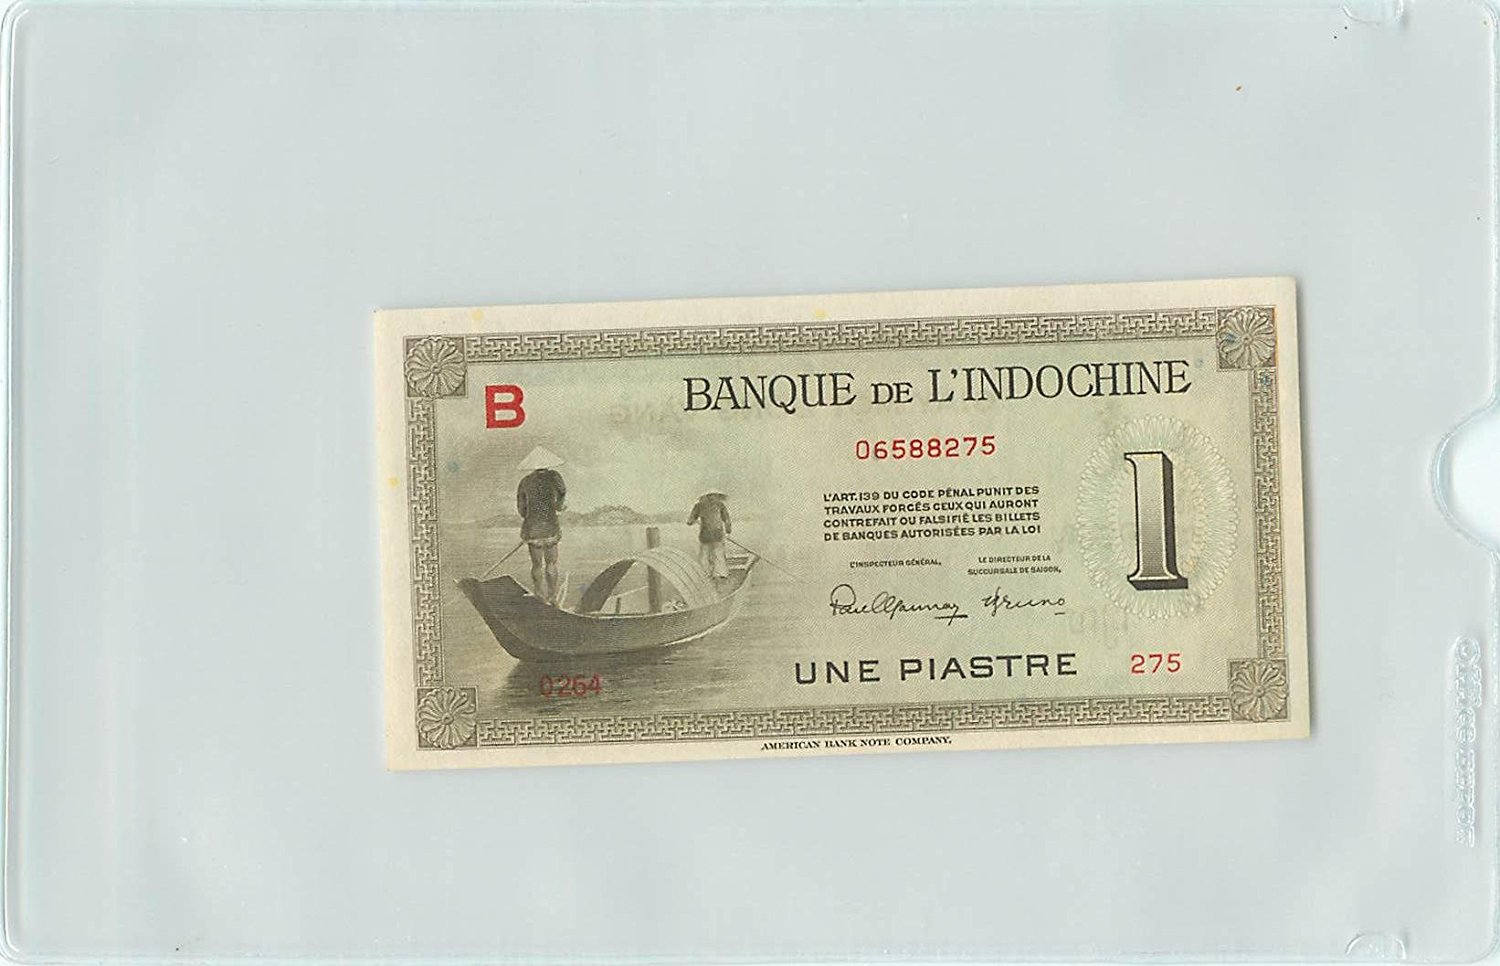 B
BANQUE DE L'INDOCHINE
06588275
1
L'ART. 139 DU CODE PÉNAL PUNIT DES
TRAVAUX FORCÉS CEUX QUI AURONT
CONTREFAIT OU FALSIFIÉ LES BILLETS
DE BANQUES AUTORISÉES PAR LA LOI
L'INSPECTEUR GÉNÉRAL,
LE DIRECTEUR DE LA
SUCCURSALE DE SAIGON,
UNE PIASTRE
275
0264
AMERICAN BANK NOTE COMPANY.